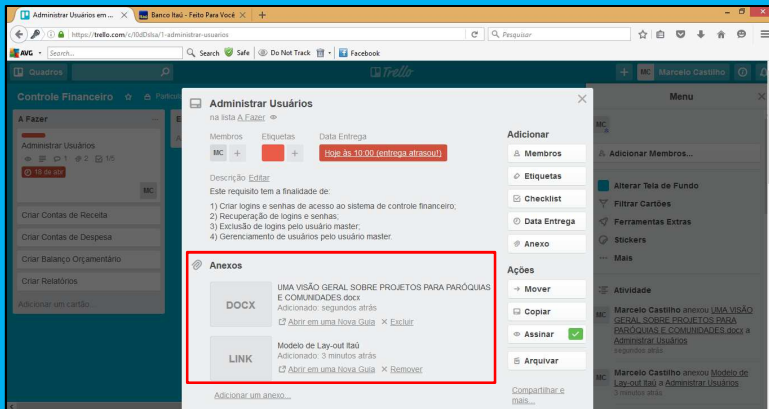 Administrar Usuários em ...
Banco Itaú - Feito Para Você
https://trello.com/c/
Pesquisar
AVG
Search...
Search
Safe
Do Not Track
Facebook
Quadros
Trello
MC
Marcelo Castilho
Controle Financeiro
A Fazer
Administrar Usuários
1
2
1/5
18 de abr
MC
Criar Contas de Receita
Criar Contas de Despesa
Criar Balanço Orçamentário
Criar Relatórios
Adicionar um cartão...
Administrar Usuários
na lista A Fazer
Membros
Etiquetas
Data Entrega
MC
Hoje às 10:00 (entrega atrasou!)
Descrição Editar
Este requisito tem a finalidade de:
1) Criar logins e senhas de acesso ao sistema de controle financeiro;
2) Recuperação de logins e senhas;
3) Exclusão de logins pelo usuário master;
4) Gerenciamento de usuários pelo usuário master.
Anexos
DOCX
UMA VISÃO GERAL SOBRE PROJETOS PARA PARÓQUIAS
E COMUNIDADES.docx
Adicionado: segundos atrás
Abrir em uma Nova Guia
Excluir
LINK
Modelo de Lay-out Itaú
Adicionado: 3 minutos atrás
Abrir em uma Nova Guia
Remover
Adicionar um anexo...
Adicionar
Membros
Etiquetas
Checklist
Data Entrega
Anexo
Ações
Mover
Copiar
Assinar
Arquivar
Compartilhar e
mais...
Menu
MC
Adicionar Membros...
Alterar Tela de Fundo
Filtrar Cartões
Ferramentas Extras
Stickers
Mais
Atividade
MC
Marcelo Castilho anexou UMA VISÃO
GERAL SOBRE PROJETOS PARA
PARÓQUIAS E COMUNIDADES.docx a
Administrar Usuários
segundos atrás
MC
Marcelo Castilho anexou Modelo de
Lay-out Itaú a Administrar Usuários
3 minutos atrás